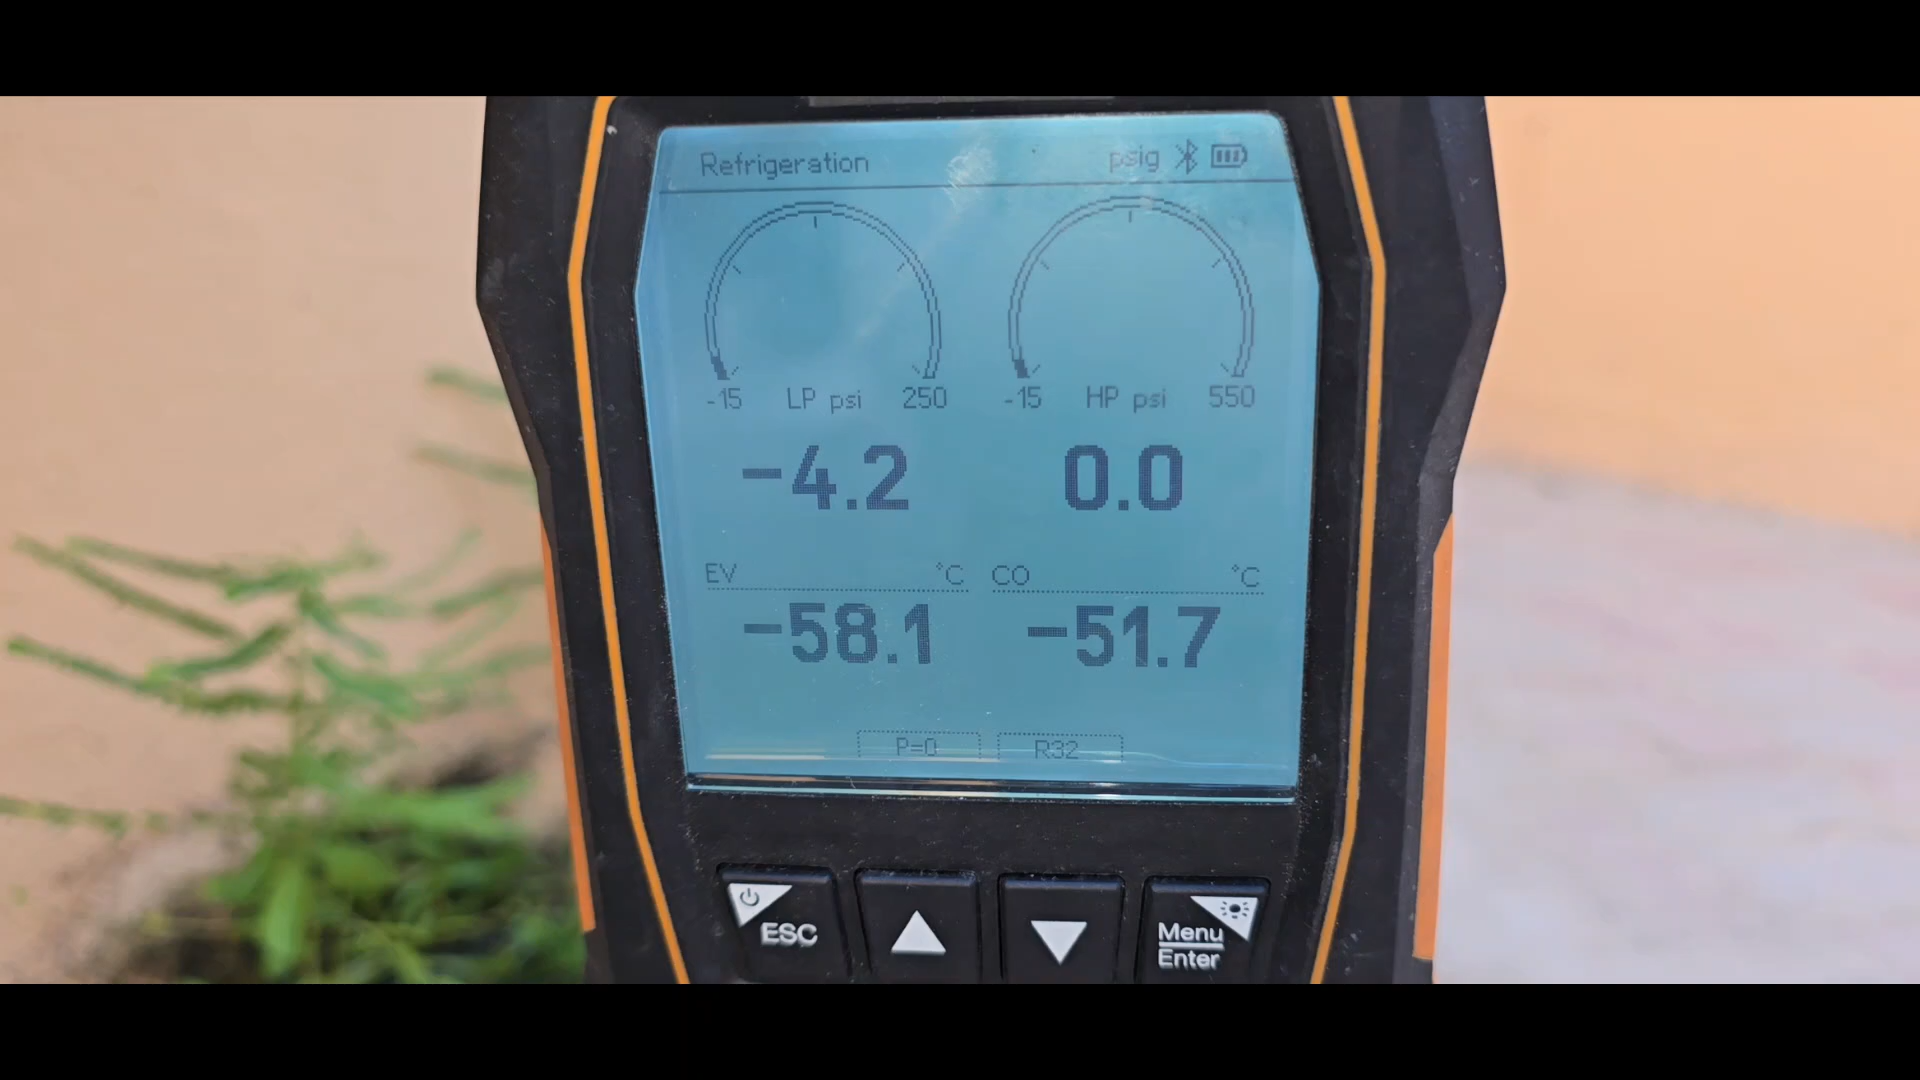 Refrigeration psig
-15 LP psi 250 -15 HP psi 550
-4.2 0.0
EV °C CO °C
-58.1 -51.7
P=0 R32
ESC Menu
Enter